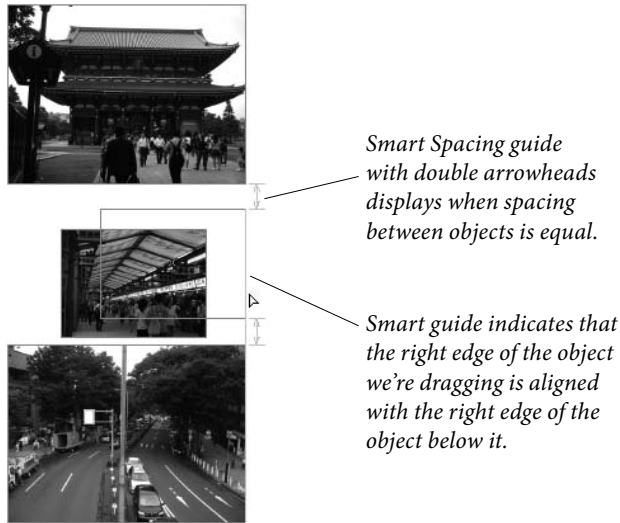 Smart Spacing guide
with double arrowheads
displays when spacing
between objects is equal.
Smart guide indicates that
the right edge of the object
we're dragging is aligned
with the right edge of the
object below it.